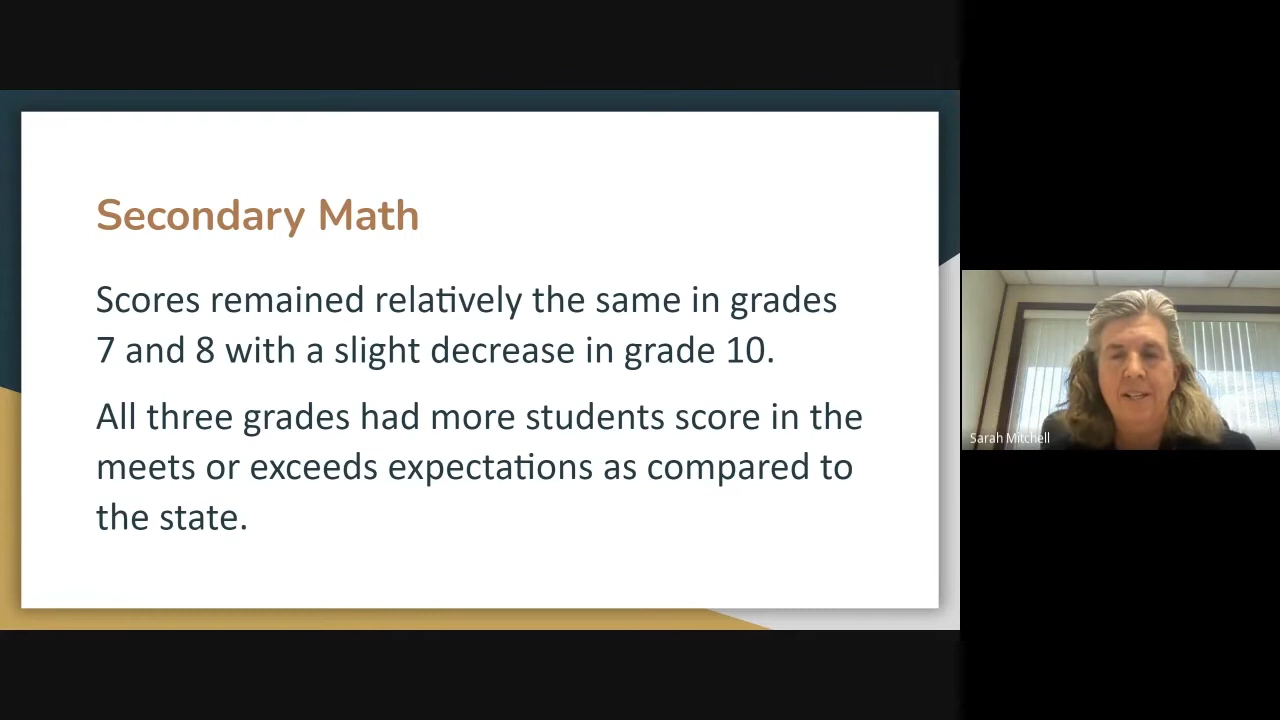 Secondary Math
Scores remained relatively the same in grades
7 and 8 with a slight decrease in grade 10.
All three grades had more students score in the
meets or exceeds expectations as compared to
the state.
Sarah Mitchell